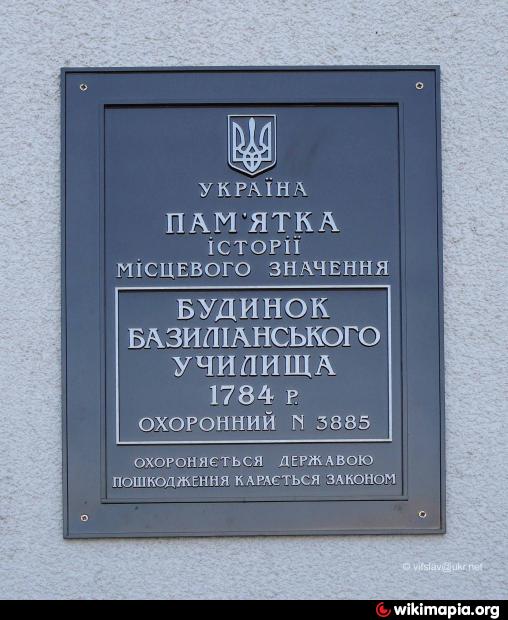 УКРАЇНА
ПАМ'ЯТКА
ІСТОРІЇ
МІСЦЕВОГО ЗНАЧЕННЯ
БУДИНОК
БАЗИЛІАНСЬКОГО
УЧИЛИЩА
1784 р.
ОХОРОННИЙ N 3885
ОХОРОНЯЄТЬСЯ ДЕРЖАВОЮ
ПОШКОДЖЕННЯ КАРАЄТЬСЯ ЗАКОНОМ
© vifslav@ukr.net
wikimapia.org